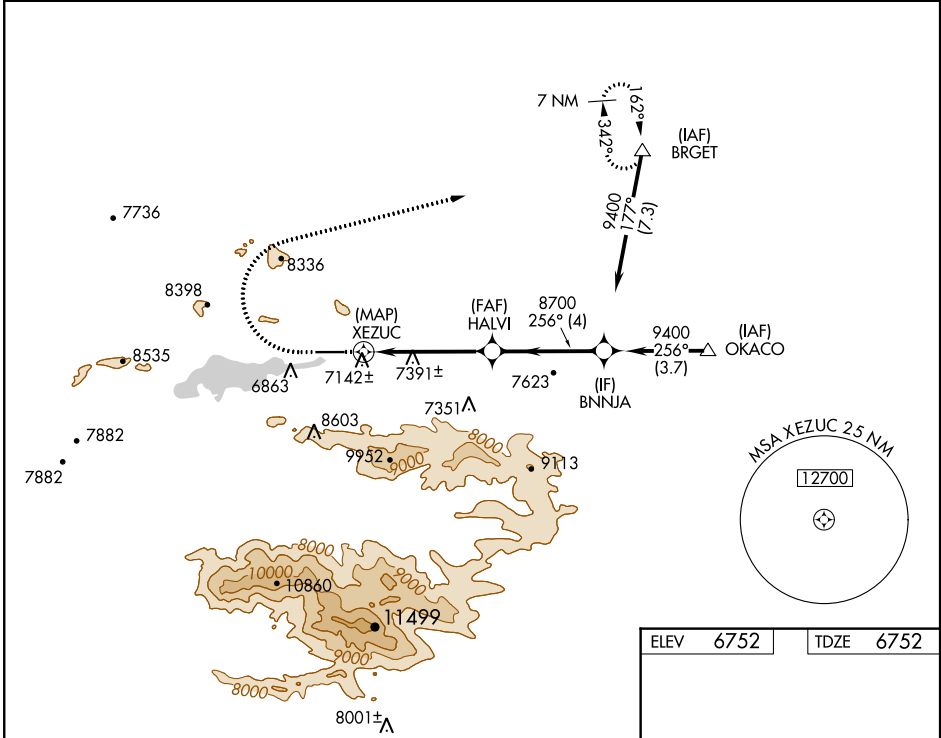 7 NM
162°
342°
(IAF)
BRGET
9400
177°
(7.3)
7736
8336
8398
8535
(MAP)
XEZUC
(FAF)
HALVI
8700
256° (4)
9400
256°
(3.7)
(IAF)
OKACO
6863
7142±
7391±
7623
(IF)
BNNJA
7351
8603
8000
7882
9952
9000
9113
7882
MSA XEZUC 25 NM
12700
8000
10000
10860
9000
11499
9000
8000
8001±
ELEV 6752
TDZE 6752